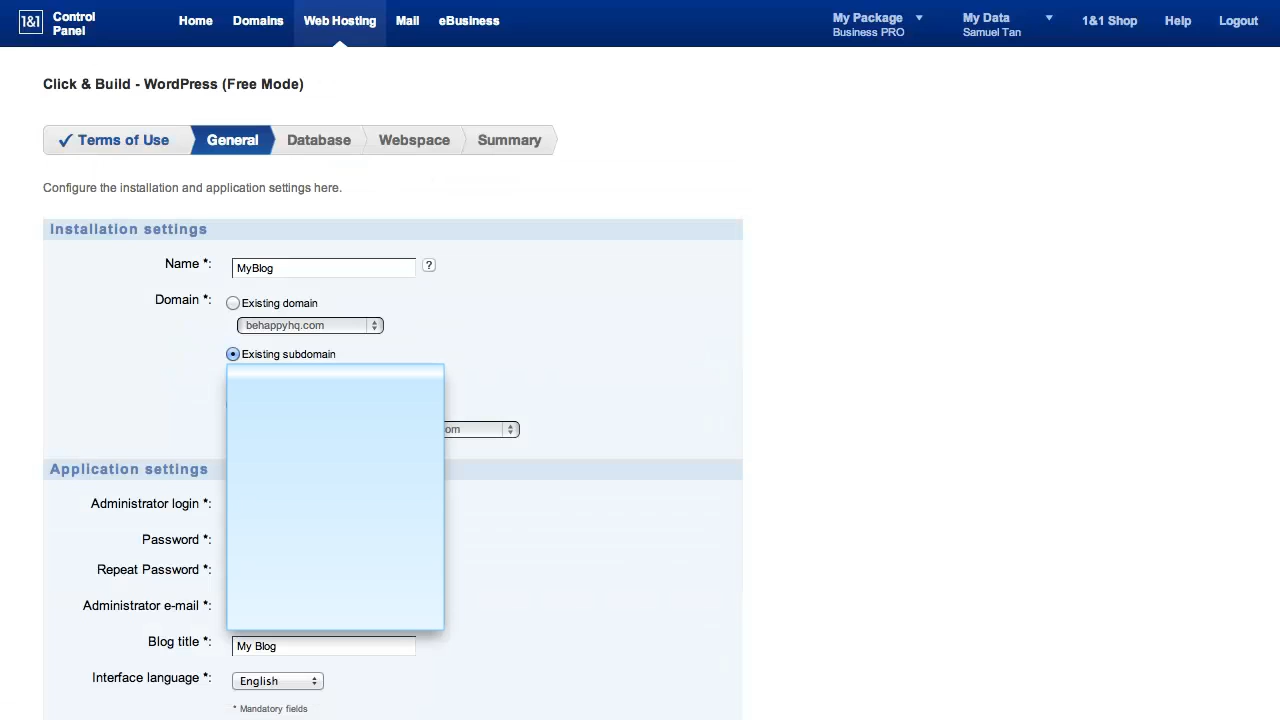 1&1 Control Panel
Home Domains Web Hosting Mail eBusiness
My Package My Data 1&1 Shop Help Logout
Business PRO Samuel Tan
Click & Build - WordPress (Free Mode)
Terms of Use General Database Webspace Summary
Configure the installation and application settings here.
Installation settings
Name *: MyBlog ?
Domain *: Existing domain
behappyhq.com
Existing subdomain
om
Application settings
Administrator login *:
Password *:
Repeat Password *:
Administrator e-mail *:
Blog title *: My Blog
Interface language *: English
* Mandatory fields